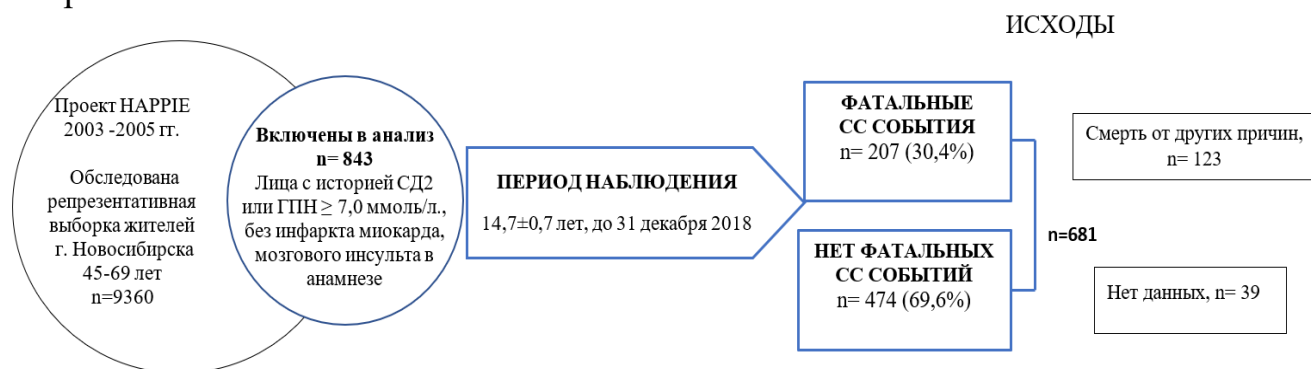 ИСХОДЫ
Проект HAPPIE
2003 -2005 гг.
Обследована
репрезентативная
выборка жителей
г. Новосибирска
45-69 лет
n=9360
Включены в анализ
n= 843
Лица с историей СД2
или ГПН ≥ 7,0 ммоль/л.,
без инфаркта миокарда,
мозгового инсульта в
анамнезе
ПЕРИОД НАБЛЮДЕНИЯ
14,7±0,7 лет, до 31 декабря 2018
ФАТАЛЬНЫЕ
СС СОБЫТИЯ
n= 207 (30,4%)
НЕТ ФАТАЛЬНЫХ
СС СОБЫТИЙ
n= 474 (69,6%)
n=681
Смерть от других причин,
n= 123
Нет данных, n= 39